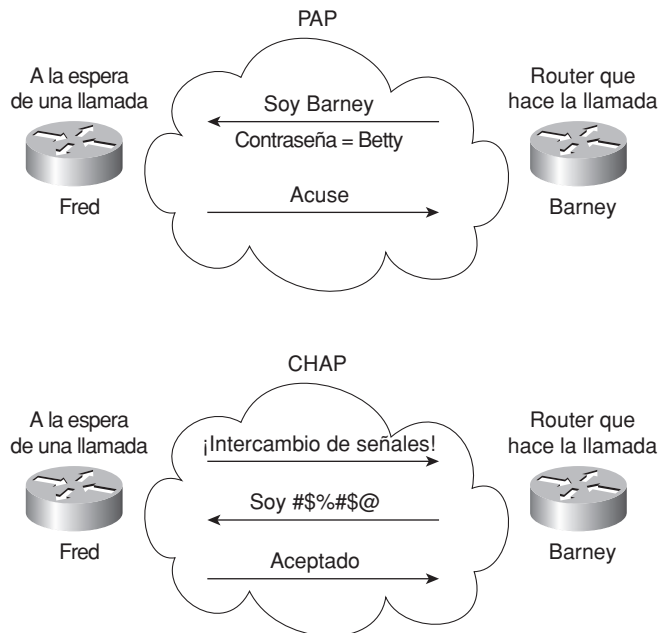 PAP
A la espera
de una llamada
Router que
hace la llamada
Soy Barney
Contraseña = Betty
Acuse
Fred
Barney
CHAP
A la espera
de una llamada
Router que
hace la llamada
¡Intercambio de señales!
Soy #$%#$@
Aceptado
Fred
Barney